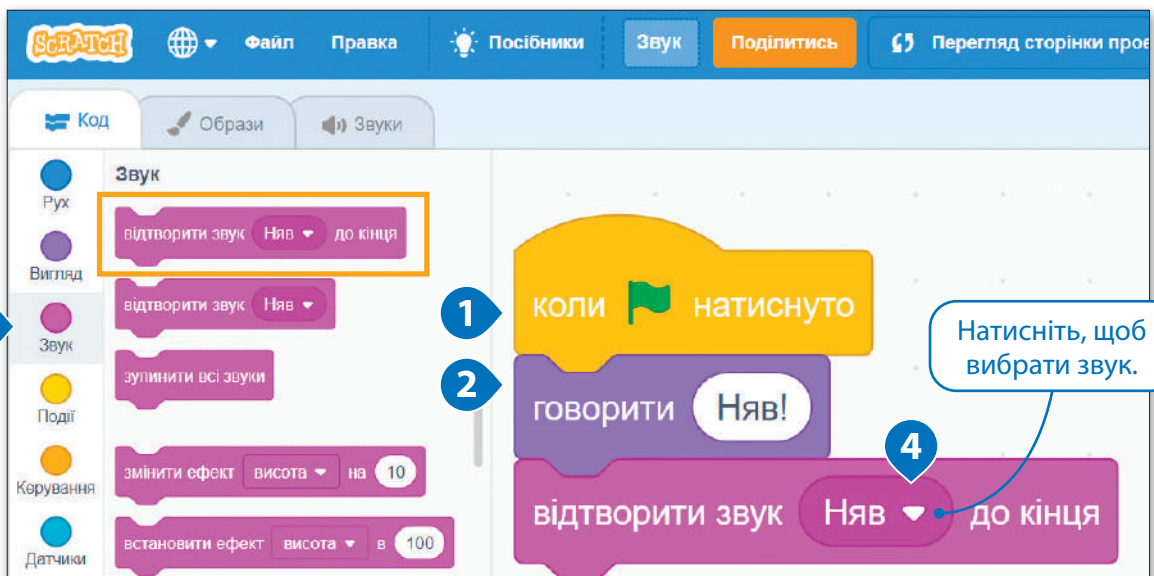 SCRATCH Файл Правка Посібники Звук Поділитись Перегляд сторінки прое
Код Образи Звуки
Рух
Вигляд
Звук
Події
Керування
Датчики
Звук
відтворити звук Няв до кінця
відтворити звук Няв
зупинити всі звуки
змінити ефект висота на 10
встановити ефект висота в 100
1
коли натиснуто
2
говорити Няв!
4
відтворити звук Няв до кінця
Натисніть, щоб
вибрати звук.